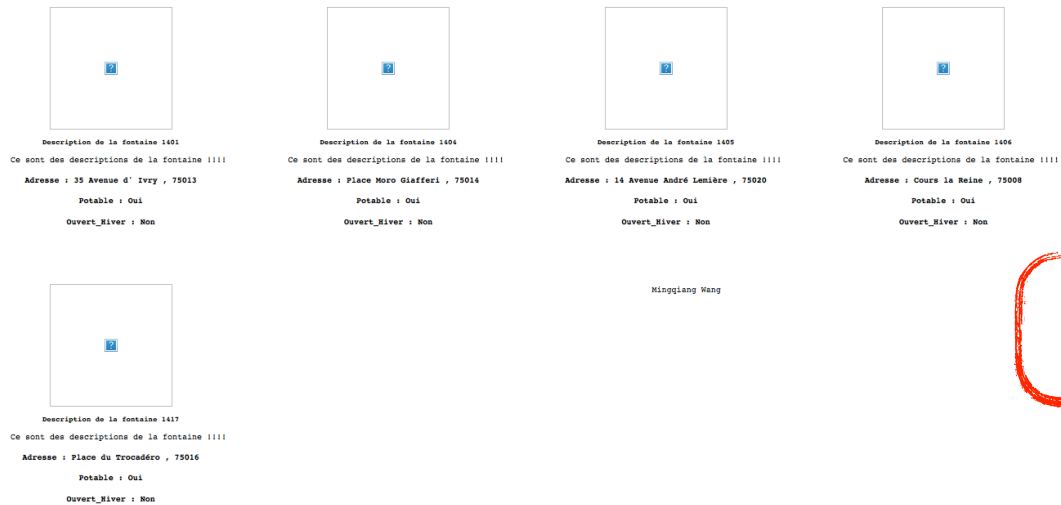 Description de la fontaine 1401
Ce sont des descriptions de la fontaine !!!!
Adresse : 35 Avenue d' Ivry , 75013
Potable : Oui
Ouvert_Hiver : Non
Description de la fontaine 1404
Ce sont des descriptions de la fontaine !!!!
Adresse : Place Moro Giafferi , 75014
Potable : Oui
Ouvert_Hiver : Non
Description de la fontaine 1405
Ce sont des descriptions de la fontaine !!!!
Adresse : 14 Avenue André Lemière , 75020
Potable : Oui
Ouvert_Hiver : Non
Description de la fontaine 1406
Ce sont des descriptions de la fontaine !!!!
Adresse : Cours la Reine , 75008
Potable : Oui
Ouvert_Hiver : Non
Description de la fontaine 1417
Ce sont des descriptions de la fontaine !!!!
Adresse : Place du Trocadéro , 75016
Potable : Oui
Ouvert_Hiver : Non
Mingqiang Wang